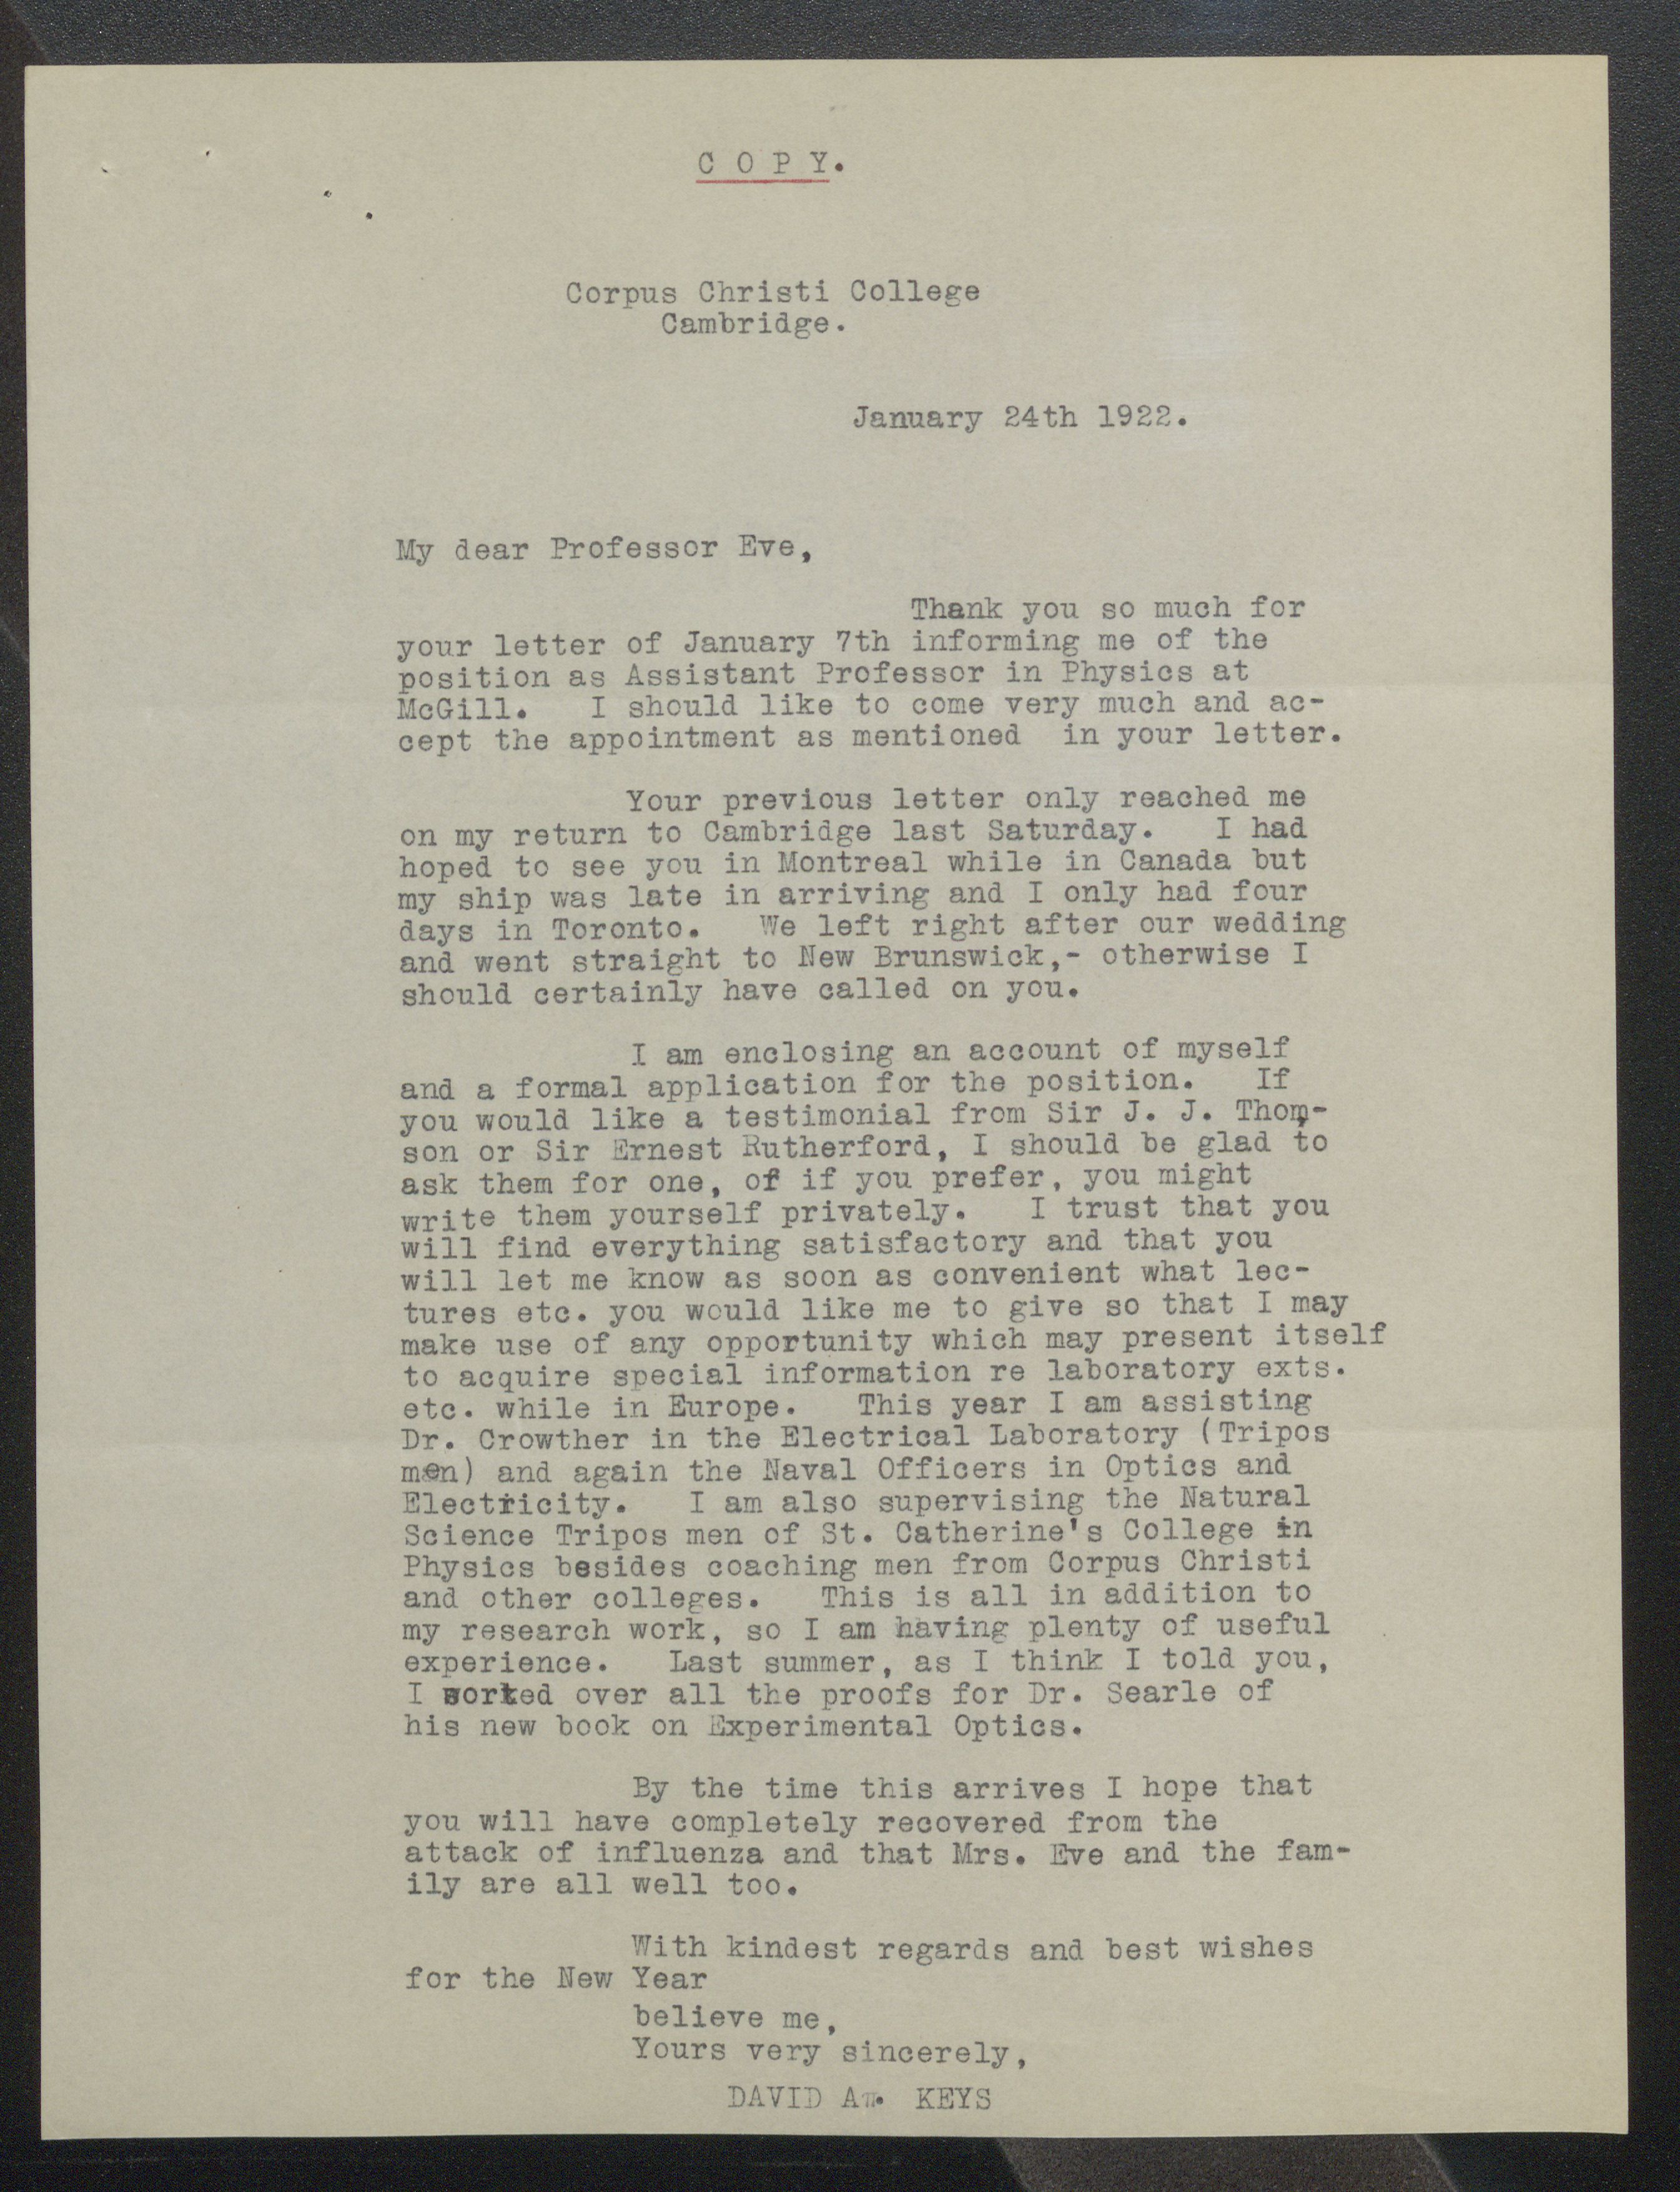 C O P Y.
Corpus Christi College
Cambridge.
January 24th 1922.
My dear Professor Eve,
Thank you so much for
your letter of January 7th informing me of the
position as Assistant Professor in Physics at
McGill. I should like to come very much and ac-
cept the appointment as mentioned in your letter.
Your previous letter only reached me
on my return to Cambridge last Saturday. I had
hoped to see you in Montreal while in Canada but
my ship was late in arriving and I only had four
days in Toronto. We left right after our wedding
and went straight to New Brunswick,- otherwise I
should certainly have called on you.
I am enclosing an account of myself
and a formal application for the position. If
you would like a testimonial from Sir J. J. Thom-
son or Sir Ernest Rutherford, I should be glad to
ask them for one, of if you prefer, you might
write them yourself privately. I trust that you
will find everything satisfactory and that you
will let me know as soon as convenient what lec-
tures etc. you would like me to give so that I may
make use of any opportunity which may present itself
to acquire special information re laboratory exts.
etc. while in Europe. This year I am assisting
Dr. Crowther in the Electrical Laboratory (Tripos
men) and again the Naval Officers in Optics and
Electricity. I am also supervising the Natural
Science Tripos men of St. Catherine's College in
Physics besides coaching men from Corpus Christi
and other colleges. This is all in addition to
my research work, so I am having plenty of useful
experience. Last summer, as I think I told you,
I worked over all the proofs for Dr. Searle of
his new book on Experimental Optics.
By the time this arrives I hope that
you will have completely recovered from the
attack of influenza and that Mrs. Eve and the fam-
ily are all well too.
With kindest regards and best wishes
for the New Year
believe me,
Yours very sincerely,
DAVID A. KEYS